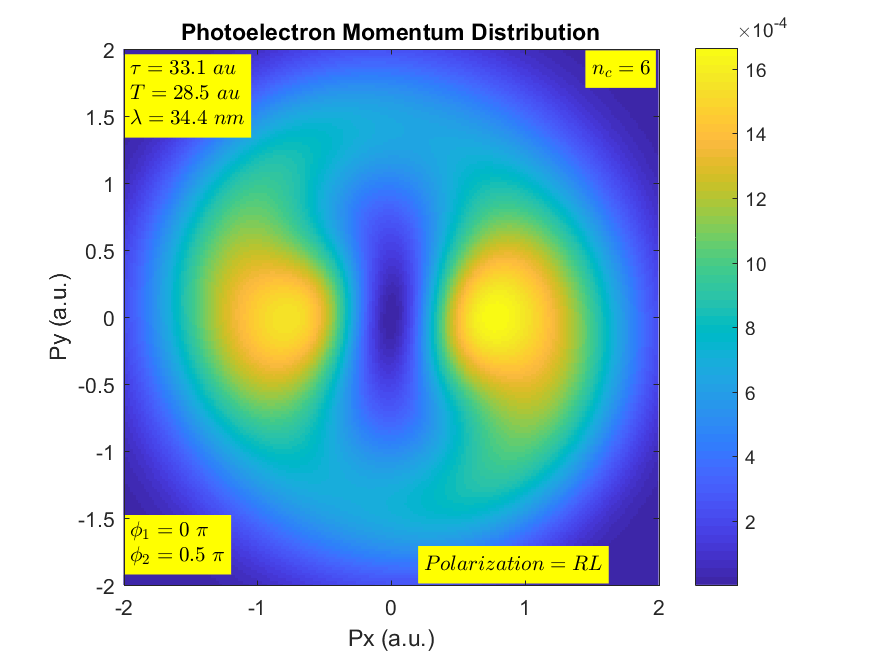 Photoelectron Momentum Distribution
×10⁻⁴
τ = 33.1 au
T = 28.5 au
λ = 34.4 nm
n_c = 6
2
1.5
1
0.5
0
-0.5
-1
-1.5
-2
Py (a.u.)
ϕ₁ = 0 π
ϕ₂ = 0.5 π
Polarization = RL
-2 -1 0 1 2
Px (a.u.)
16
14
12
10
8
6
4
2